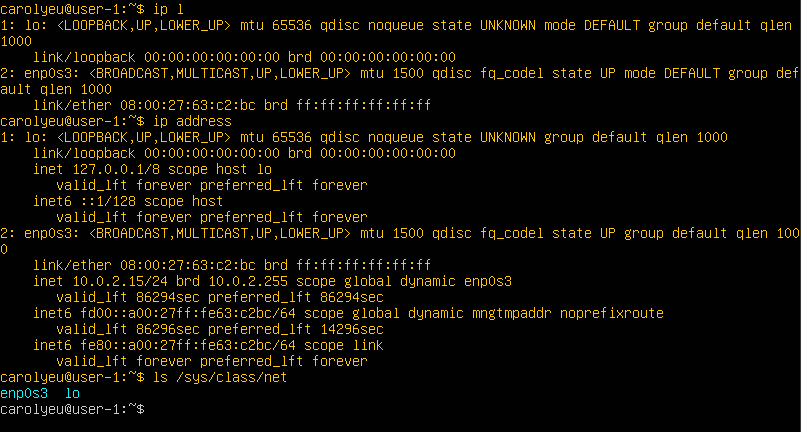 carolyeu@user-1:~$ ip l
1: lo: <LOOPBACK,UP,LOWER_UP> mtu 65536 qdisc noqueue state UNKNOWN mode DEFAULT group default qlen
1000
    link/loopback 00:00:00:00:00:00 brd 00:00:00:00:00:00
2: enp0s3: <BROADCAST,MULTICAST,UP,LOWER_UP> mtu 1500 qdisc fq_codel state UP mode DEFAULT group def
ault qlen 1000
    link/ether 08:00:27:63:c2:bc brd ff:ff:ff:ff:ff:ff
carolyeu@user-1:~$ ip address
1: lo: <LOOPBACK,UP,LOWER_UP> mtu 65536 qdisc noqueue state UNKNOWN group default qlen 1000
    link/loopback 00:00:00:00:00:00 brd 00:00:00:00:00:00
    inet 127.0.0.1/8 scope host lo
       valid_lft forever preferred_lft forever
    inet6 ::1/128 scope host
       valid_lft forever preferred_lft forever
2: enp0s3: <BROADCAST,MULTICAST,UP,LOWER_UP> mtu 1500 qdisc fq_codel state UP group default qlen 100
0
    link/ether 08:00:27:63:c2:bc brd ff:ff:ff:ff:ff:ff
    inet 10.0.2.15/24 brd 10.0.2.255 scope global dynamic enp0s3
       valid_lft 86294sec preferred_lft 86294sec
    inet6 fd00::a00:27ff:fe63:c2bc/64 scope global dynamic mngtmpaddr noprefixroute
       valid_lft 86296sec preferred_lft 14296sec
    inet6 fe80::a00:27ff:fe63:c2bc/64 scope link
       valid_lft forever preferred_lft forever
carolyeu@user-1:~$ ls /sys/class/net
enp0s3  lo
carolyeu@user-1:~$